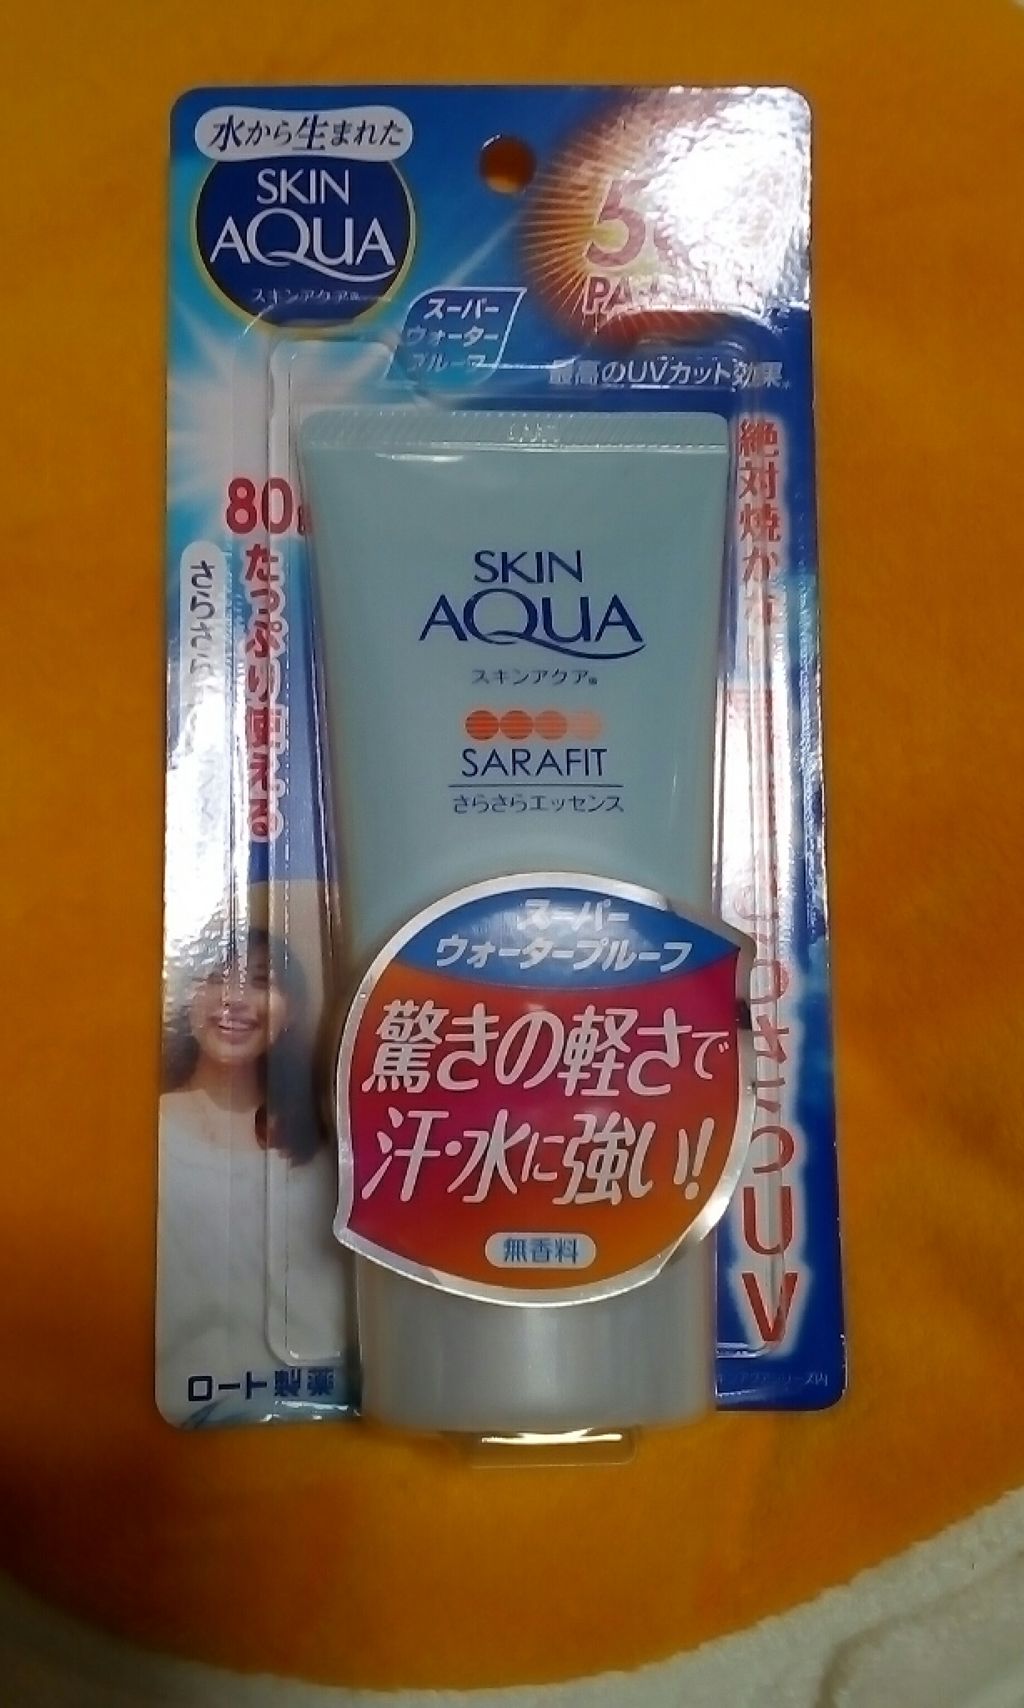 水から生まれた
SKIN
AQUA
スキンアクア
スーパー
ウォーター
プルーフ
最高のUVカット効果
80g
たっぷり使える
絶対焼かない
さらさらUV
SKIN
AQUA
スキンアクア®
SARAFIT
さらさらエッセンス
スーパー
ウォータープルーフ
驚きの軽さで
汗・水に強い!
無香料
ロート製薬